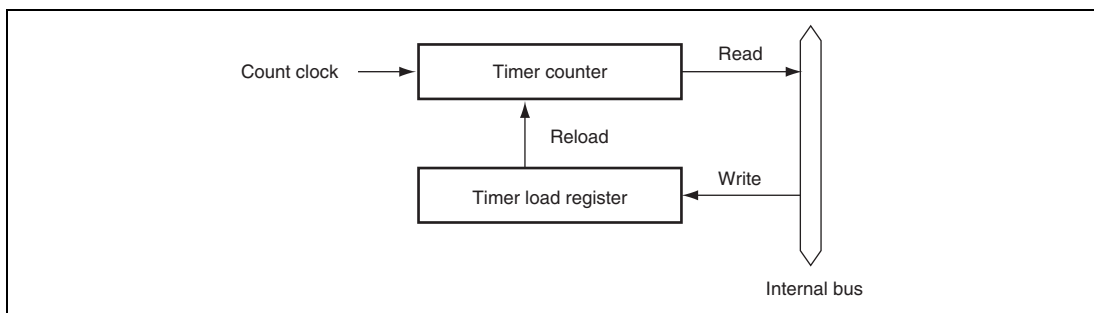 Count clock
Timer counter
Read
Reload
Timer load register
Write
Internal bus